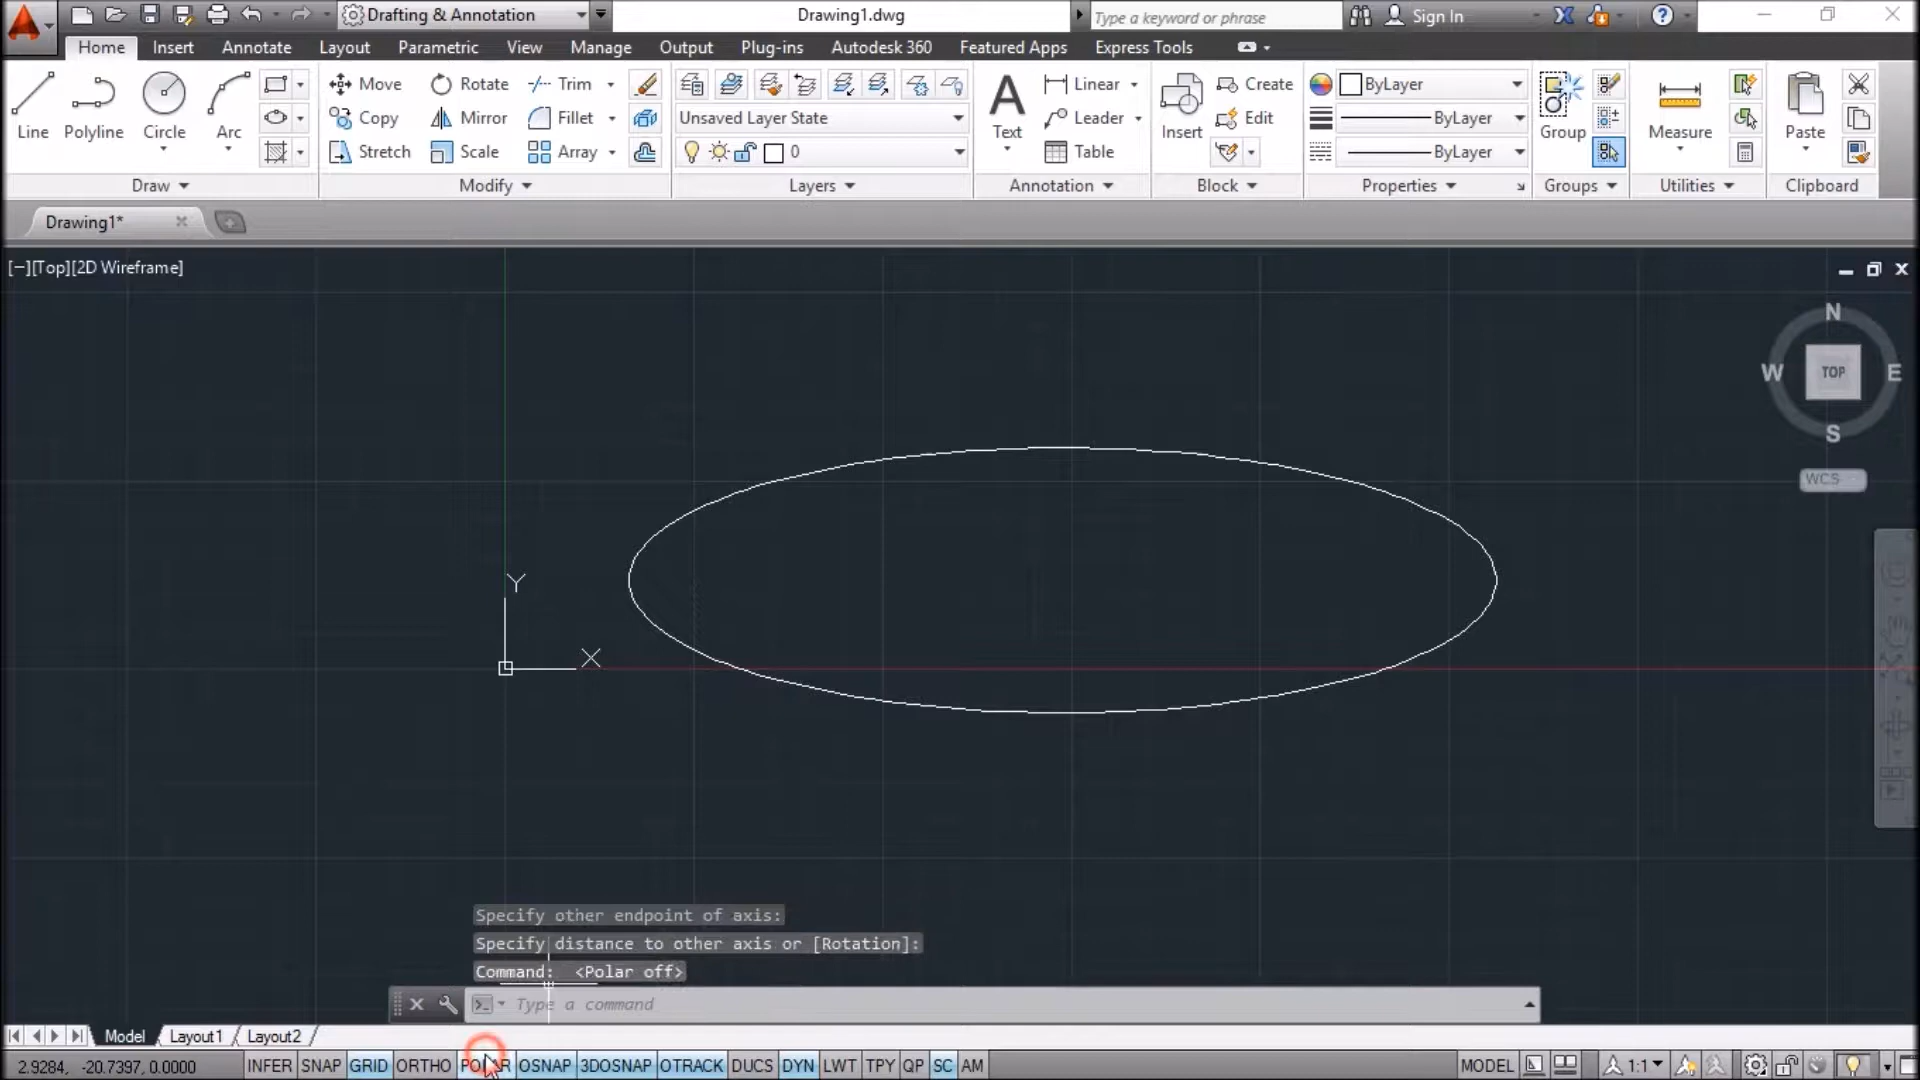 Drafting & Annotation
Drawing1.dwg
Type a keyword or phrase
Sign In
Home Insert Annotate Layout Parametric View Manage Output Plug-ins Autodesk 360 Featured Apps Express Tools
Line
Polyline
Circle
Arc
Move Rotate Trim
Copy Mirror Fillet
Stretch Scale Array
Unsaved Layer State
0
Text
Linear
Leader
Table
Insert
Create
Edit
ByLayer
ByLayer
ByLayer
Group
Measure
Paste
Draw Modify Layers Annotation Block Properties Groups Utilities Clipboard
Drawing1*
[−][Top][2D Wireframe]
N
W TOP E
S
WCS
Y
X
Specify other endpoint of axis:
Specify distance to other axis or [Rotation]:
Command: <Polar off>
Type a command
Model Layout1 Layout2
2.9284, -20.7397, 0.0000 INFER SNAP GRID ORTHO POLAR OSNAP 3DOSNAP OTRACK DUCS DYN LWT TPY QP SC AM MODEL 1:1